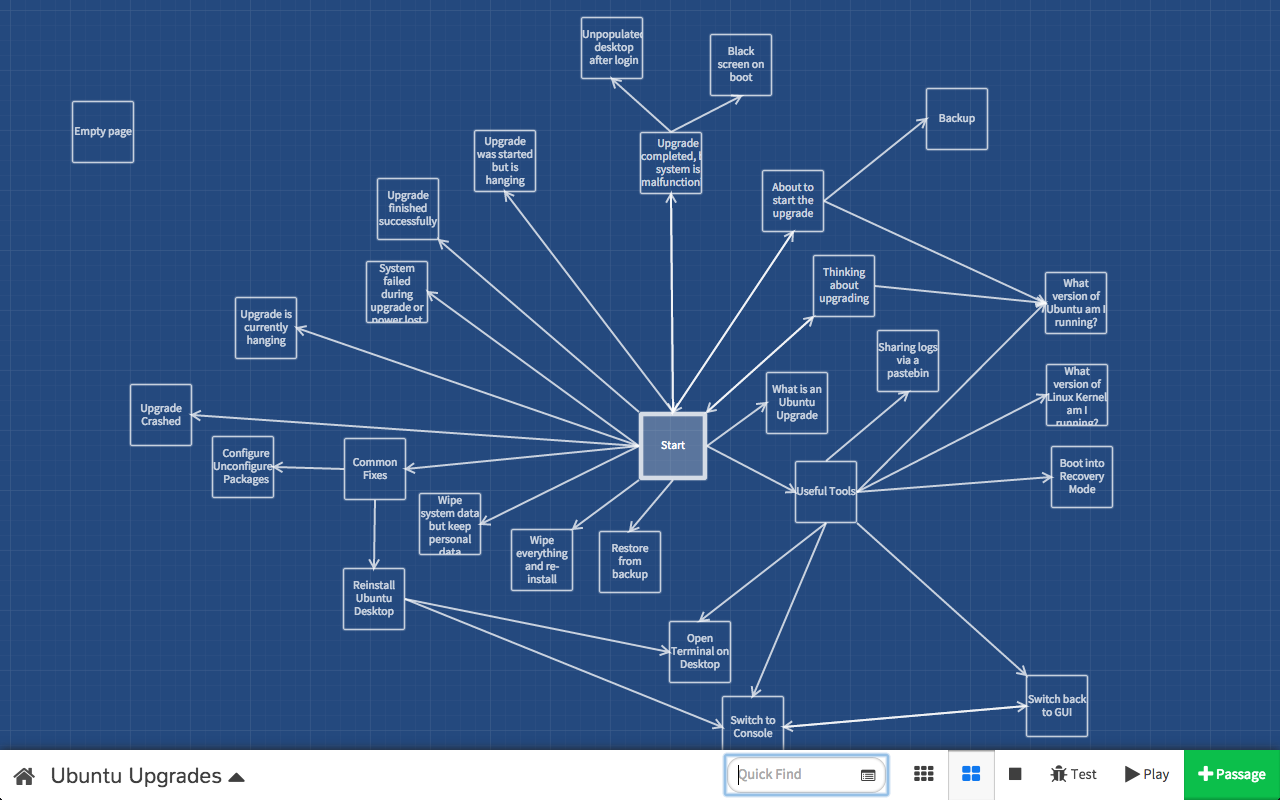 Unpopulated
desktop
after login
Black
screen on
boot
Empty page
Backup
Upgrade
was started
but is
hanging
Upgrade
completed,
system is
malfunction
About to
start the
upgrade
Upgrade
finished
successfully
System
failed
during
upgrade or
power lost
Thinking
about
upgrading
What
version of
Ubuntu am I
running?
Upgrade is
currently
hanging
Sharing logs
via a
pastebin
What
version of
Linux Kernel
am I
running?
What is an
Ubuntu
Upgrade
Upgrade
Crashed
Start
Configure
Unconfigure
Packages
Common
Fixes
Useful Tools
Boot into
Recovery
Mode
Wipe
system data
but keep
personal
data
Wipe
everything
and re-
install
Restore
from
backup
Reinstall
Ubuntu
Desktop
Open
Terminal on
Desktop
Switch to
Console
Switch back
to GUI
Ubuntu Upgrades
Quick Find
Test
Play
+Passage